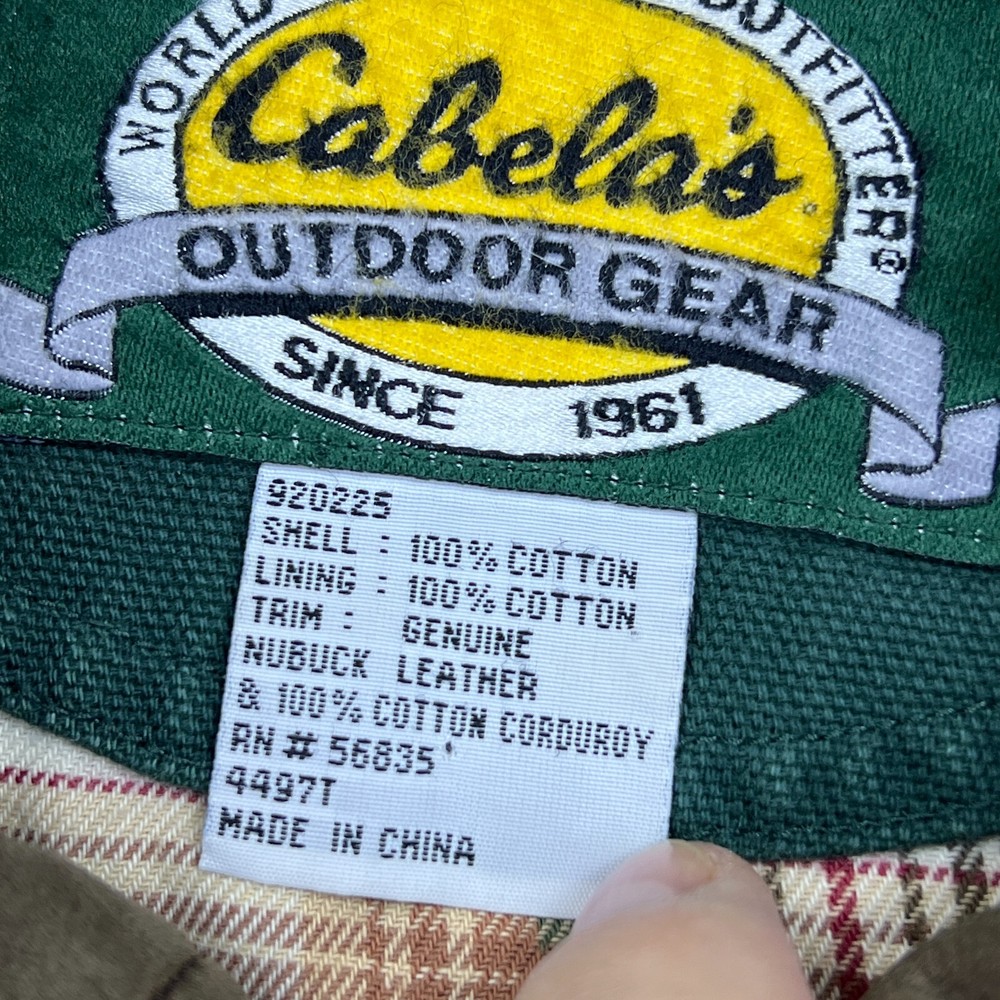 WORLD
OUTFITTER®
Cabela's
OUTDOOR GEAR
SINCE 1961
920225
SHELL : 100% COTTON
LINING : 100% COTTON
TRIM : GENUINE
NUBUCK LEATHER
& 100% COTTON CORDUROY
RN # 56835
4497T
MADE IN CHINA